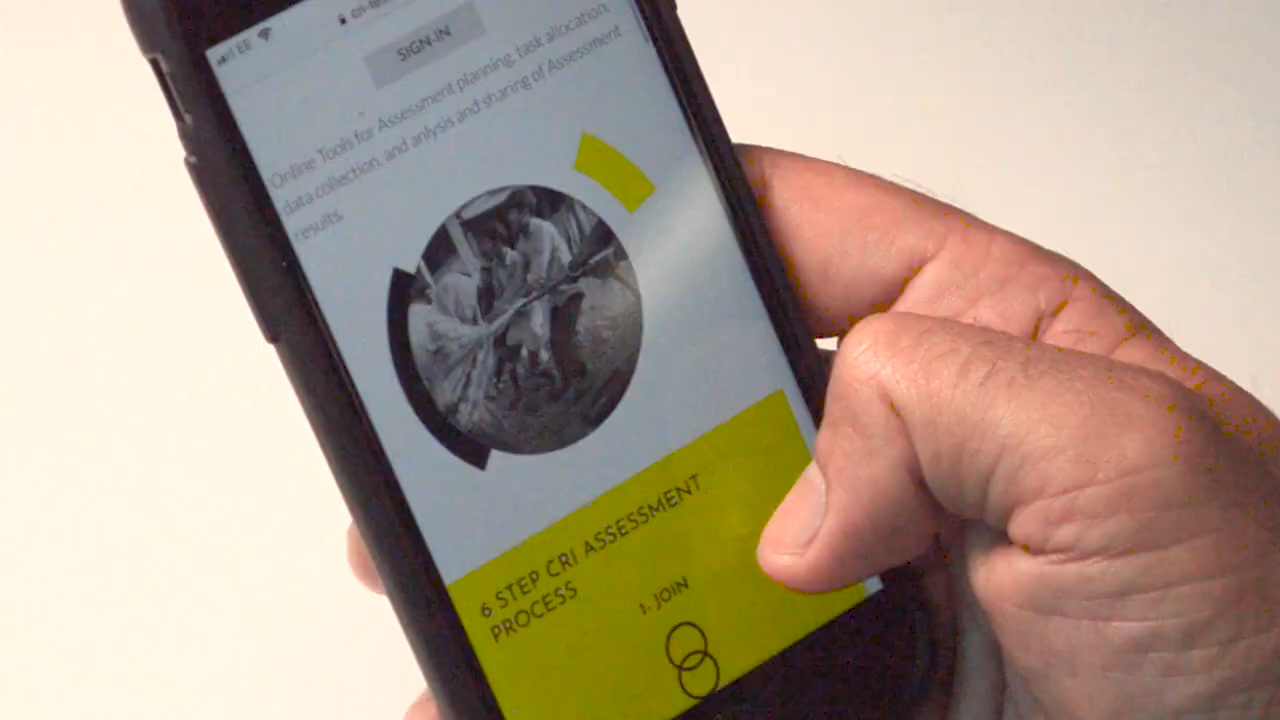 EE
SIGN-IN
Online Tools for Assessment planning, task allocation,
data collection, and anlysis and sharing of Assessment
results.
6 STEP CRI ASSESSMENT
PROCESS
1. JOIN